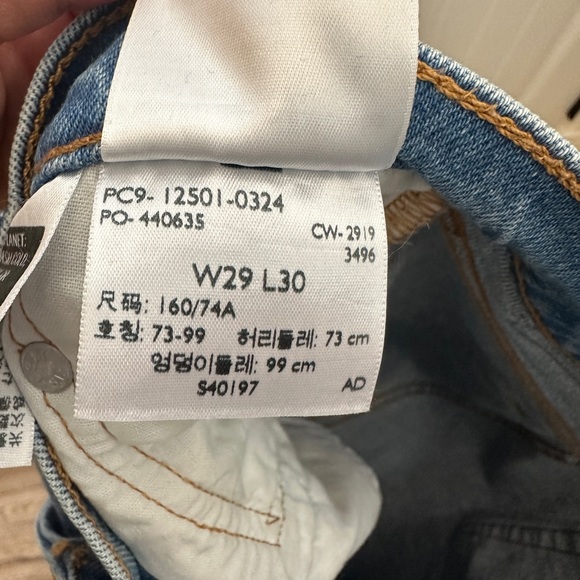 PC9- 12501-0324
PO- 440635
CW- 2919
3496
W29 L30
尺码: 160/74A
호칭: 73-99 허리둘레: 73 cm
엉덩이둘레: 99 cm
S40197 AD